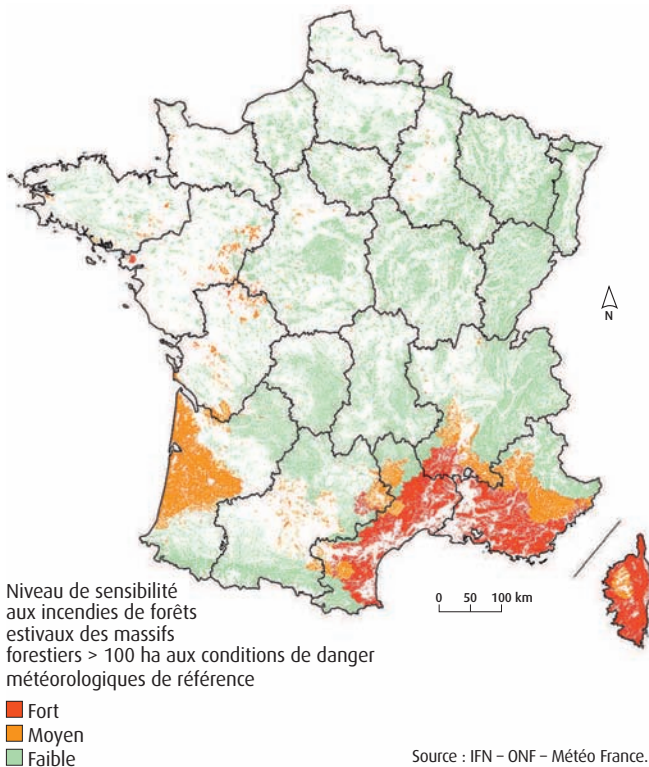 N
0 50 100 km
Niveau de sensibilité
aux incendies de forêts
estivaux des massifs
forestiers > 100 ha aux conditions de danger
météorologiques de référence
Fort
Moyen
Faible
Source : IFN – ONF – Météo France.